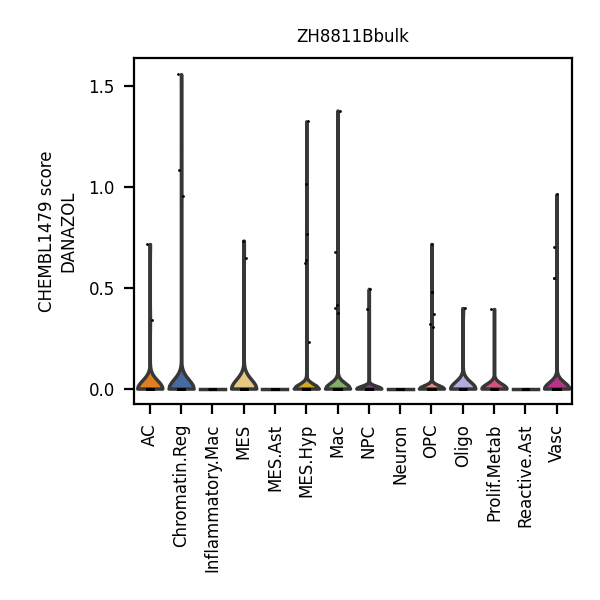 ZH8811Bbulk
CHEMBL1479 score
DANAZOL
1.5
1.0
0.5
0.0
AC
Chromatin.Reg
Inflammatory.Mac
MES
MES.Ast
MES.Hyp
Mac
NPC
Neuron
OPC
Oligo
Prolif.Metab
Reactive.Ast
Vasc